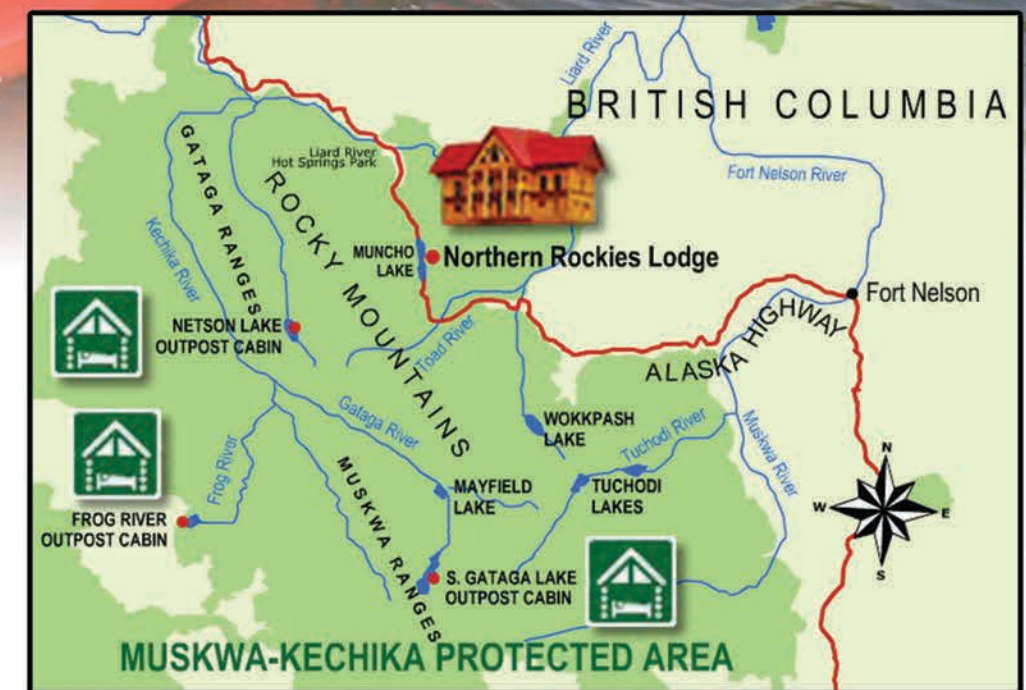 Liard River
BRITISH COLUMBIA
Fort Nelson River
Liard River
Hot Springs Park
GATAGA RANGES
ROCKY MOUNTAINS
Kechika River
MUNCHO
LAKE
Northern Rockies Lodge
Fort Nelson
NETSON LAKE
OUTPOST CABIN
Toad River
ALASKA HIGHWAY
Gataga River
WOKKPASH
LAKE
Tuchodi River
Muskwa River
Frog River
MUSKWA RANGES
MAYFIELD
LAKE
TUCHODI
LAKES
N
W
E
S
FROG RIVER
OUTPOST CABIN
S. GATAGA LAKE
OUTPOST CABIN
MUSKWA-KECHIKA PROTECTED AREA